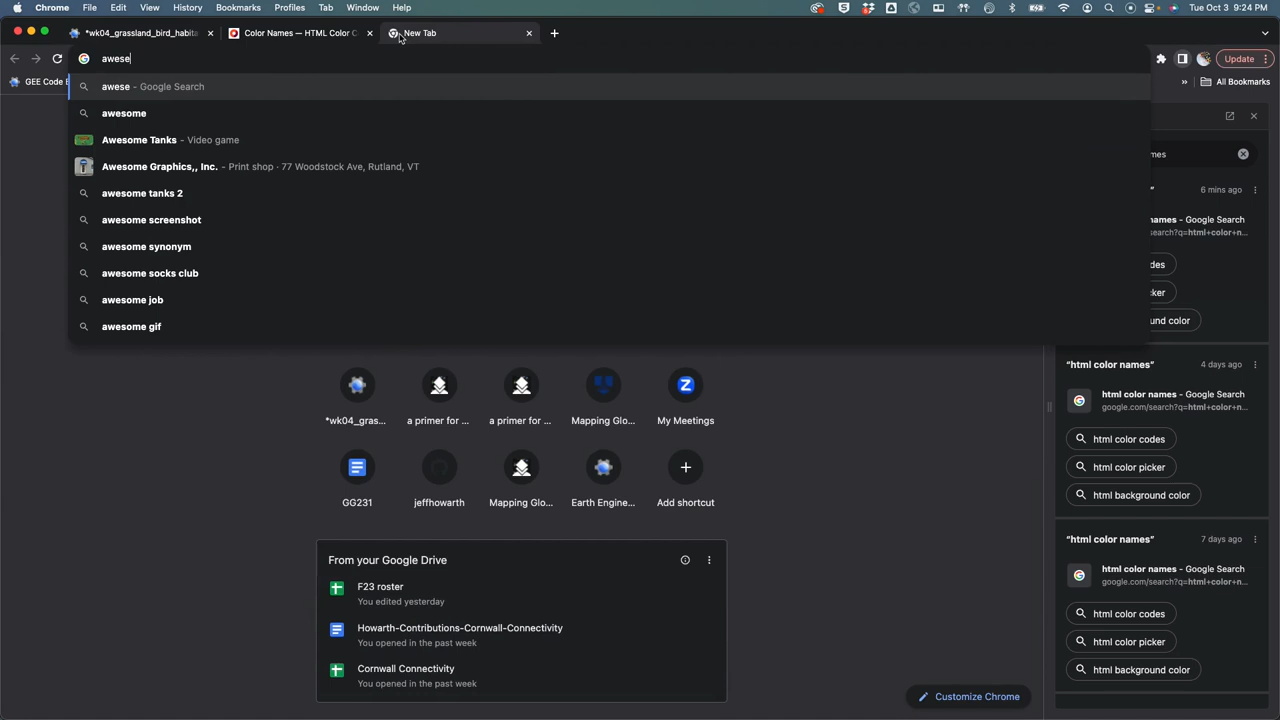 Chrome File Edit View History Bookmarks Profiles Tab Window Help Tue Oct 3 9:24 PM
*wk04_grassland_bird_habita Color Names — HTML Color C New Tab
awese Update
GEE Code E All Bookmarks
awese - Google Search
awesome
Awesome Tanks - Video game
Awesome Graphics,, Inc. - Print shop · 77 Woodstock Ave, Rutland, VT
awesome tanks 2
awesome screenshot
awesome synonym
awesome socks club
awesome job
awesome gif
*wk04_gras... a primer for ... a primer for ... Mapping Glo... My Meetings
GG231 jeffhowarth Mapping Glo... Earth Engine... Add shortcut
From your Google Drive
F23 roster
You edited yesterday
Howarth-Contributions-Cornwall-Connectivity
You opened in the past week
Cornwall Connectivity
You opened in the past week
Customize Chrome
mes
” 6 mins ago
ames - Google Search
search?q=html+color+n...
des
ker
und color
“html color names” 4 days ago
html color names - Google Search
google.com/search?q=html+color+n...
html color codes
html color picker
html background color
“html color names” 7 days ago
html color names - Google Search
google.com/search?q=html+color+n...
html color codes
html color picker
html background color